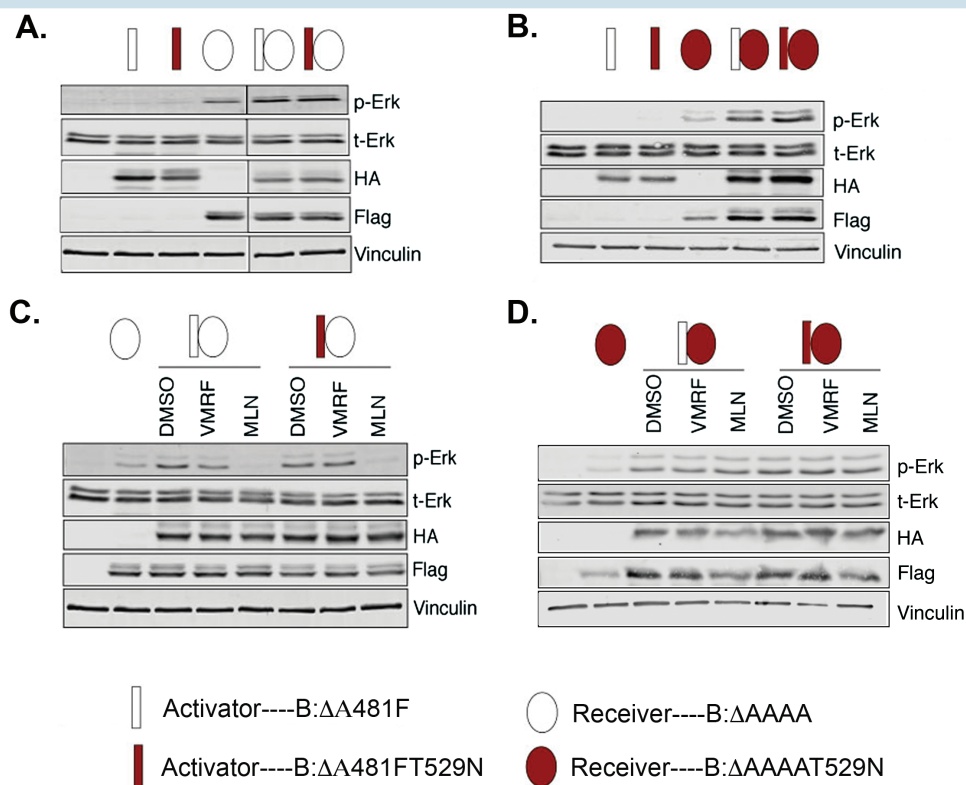 A.
p-Erk
t-Erk
HA
Flag
Vinculin
B.
p-Erk
t-Erk
HA
Flag
Vinculin
C.
DMSO VMRF MLN DMSO VMRF MLN
p-Erk
t-Erk
HA
Flag
Vinculin
D.
DMSO VMRF MLN DMSO VMRF MLN
p-Erk
t-Erk
HA
Flag
Vinculin
Activator----B:ΔA481F
Receiver----B:ΔAAAA
Activator----B:ΔA481FT529N
Receiver----B:ΔAAAAT529N